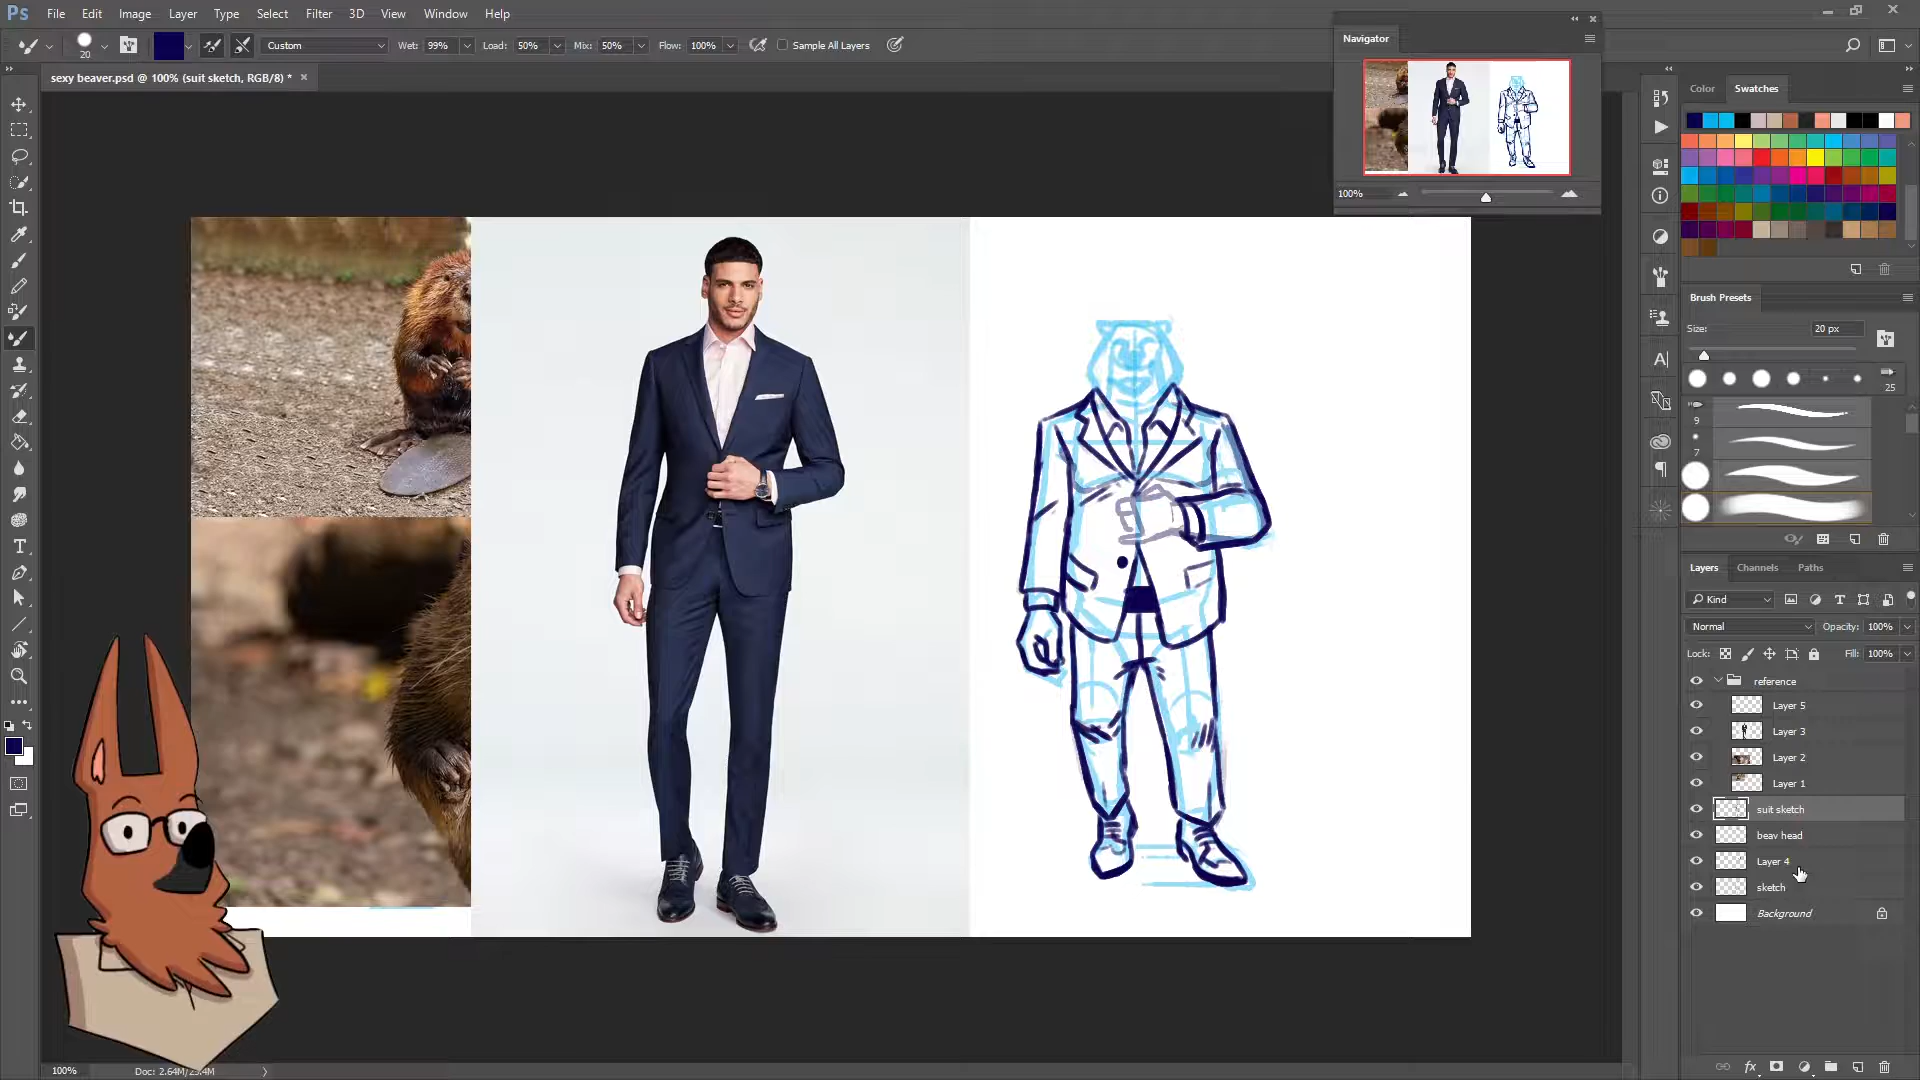 Ps File Edit Image Layer Type Select Filter 3D View Window Help
20 Custom Wet: 99% Load: 50% Mix: 50% Flow: 100% Sample All Layers
sexy beaver.psd @ 100% (suit sketch, RGB/8) * ×
Navigator
100%
Color Swatches
Brush Presets
Size: 20 px
25
9
7
Layers Channels Paths
Kind
Normal Opacity: 100%
Lock: Fill: 100%
reference
Layer 5
Layer 3
Layer 2
Layer 1
suit sketch
beav head
Layer 4
sketch
Background
fx
100% Doc: 2.64M/